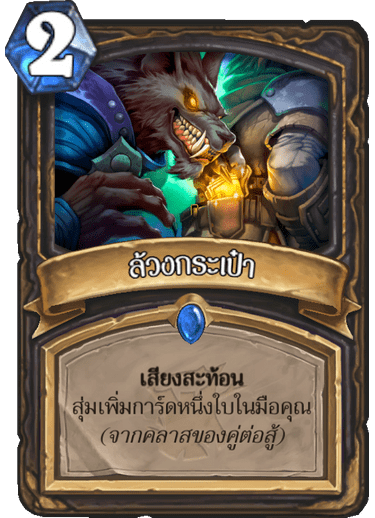 2
ล้วงกระเป๋า
เสียงสะท้อน
สุ่มเพิ่มการ์ดหนึ่งใบในมือคุณ
(จากคลาสของคู่ต่อสู้)